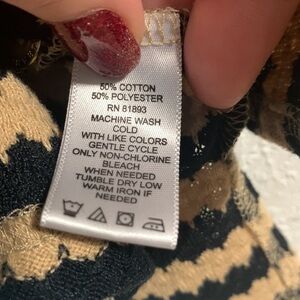 50% COTTON
50% POLYESTER
RN 81893
MACHINE WASH
COLD
WITH LIKE COLORS
GENTLE CYCLE
ONLY NON-CHLORINE
BLEACH
WHEN NEEDED
TUMBLE DRY LOW
WARM IRON IF
NEEDED